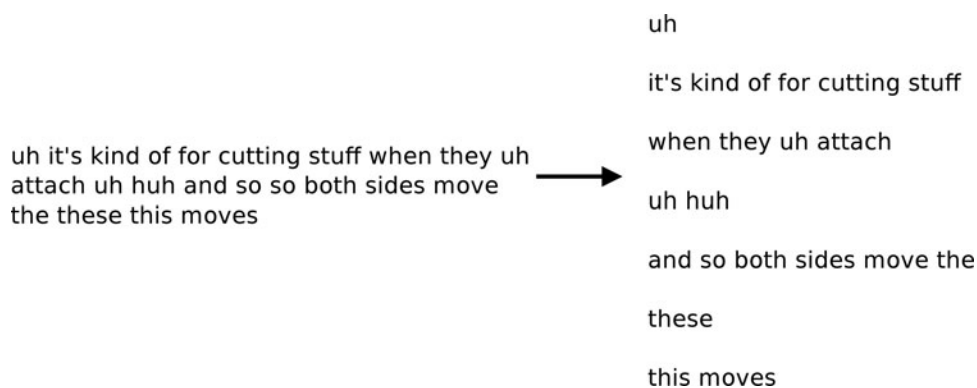 uh it's kind of for cutting stuff when they uh
attach uh huh and so so both sides move
the these this moves
uh
it's kind of for cutting stuff
when they uh attach
uh huh
and so both sides move the
these
this moves